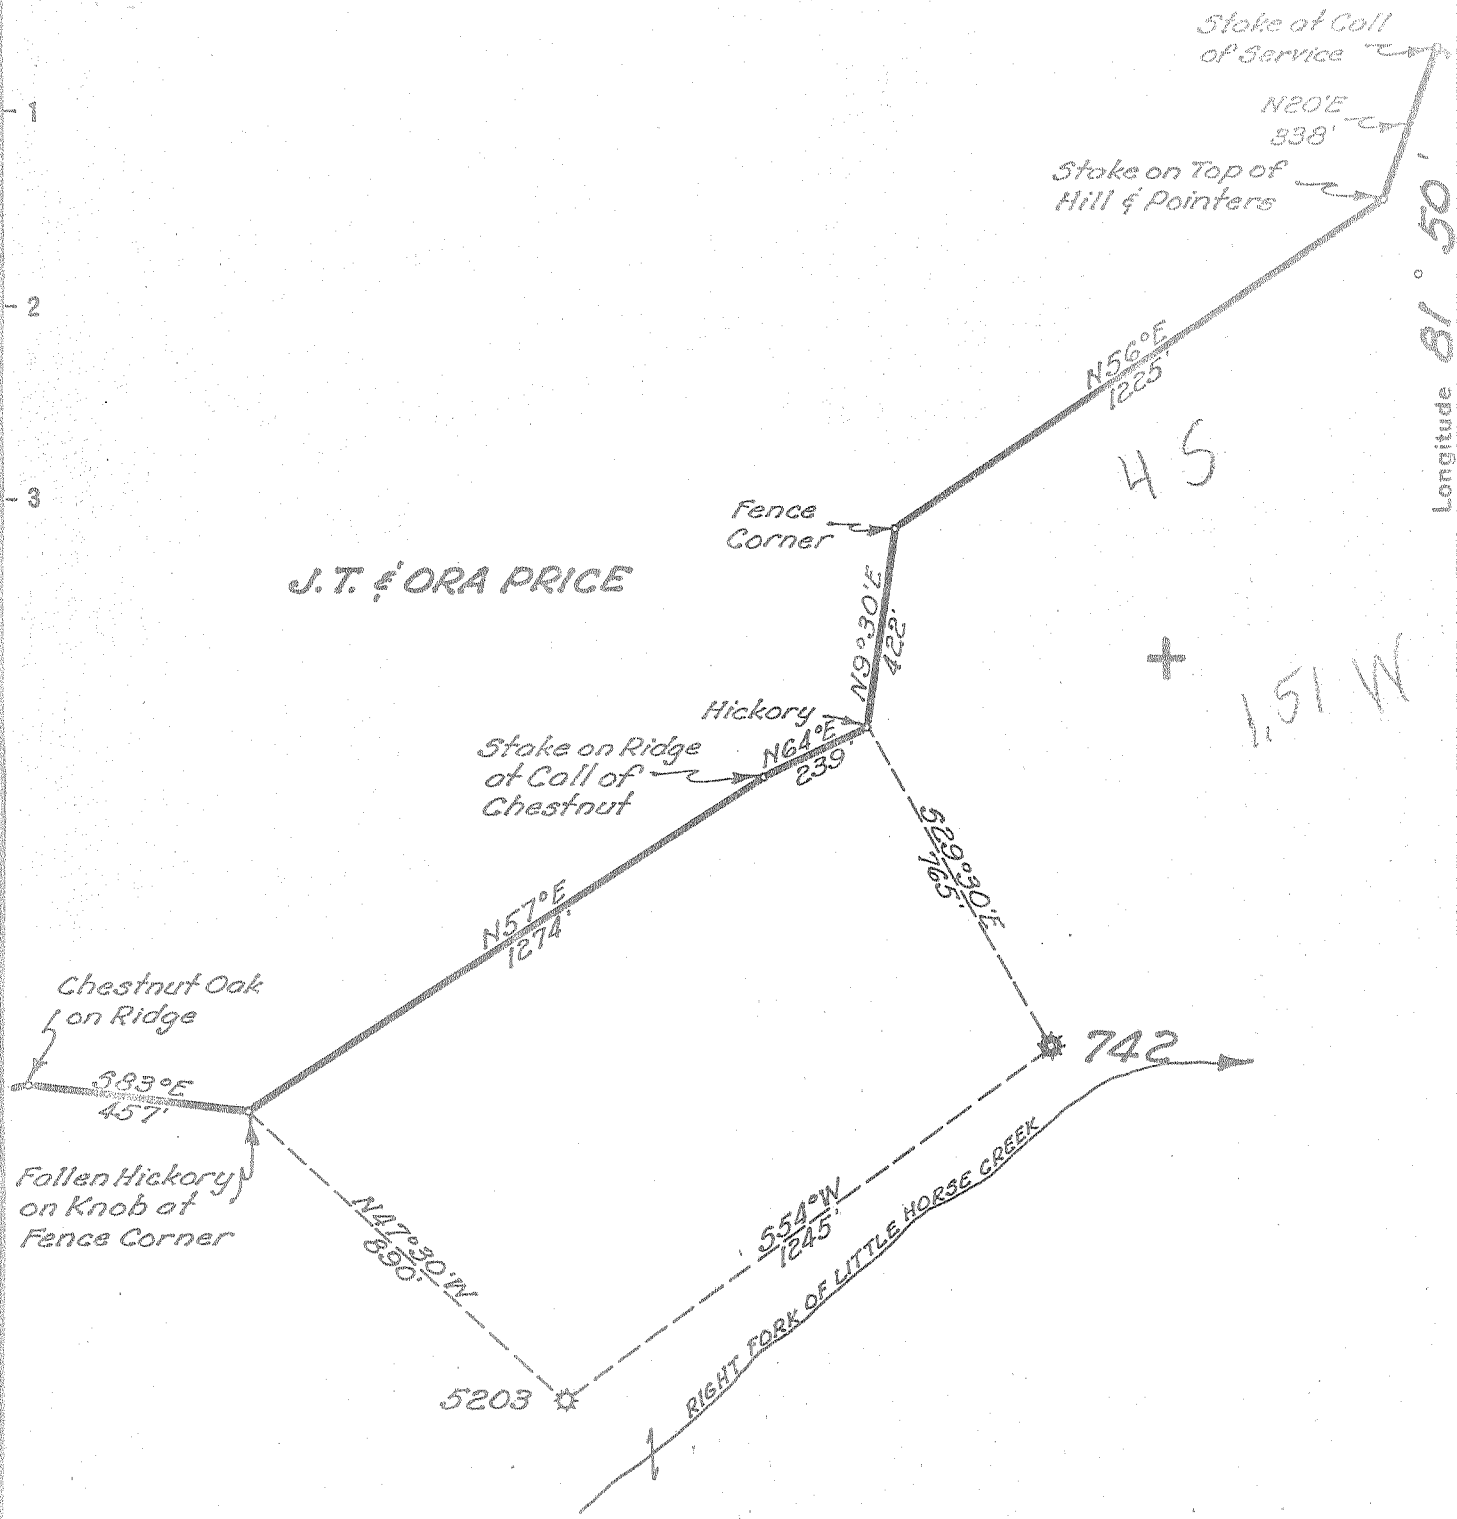 Stake at Call
of Service
N20'E
338'
Stake on Top of
Hill & Pointers
1
2
3
Longitude 81° 50'
N56°E
1225'
4 S
Fence
Corner
J.T. & ORA PRICE
N9°30'E
422'
+
1.51 W
Hickory
N64°E
239'
Stake on Ridge
at Call of
Chestnut
S29°30'E
765'
N57°E
1274'
Chestnut Oak
on Ridge
742
S83°E
457'
Fallen Hickory
on Knob at
Fence Corner
N47°30'W
890'
S54°W
1245'
RIGHT FORK OF LITTLE HORSE CREEK
5203